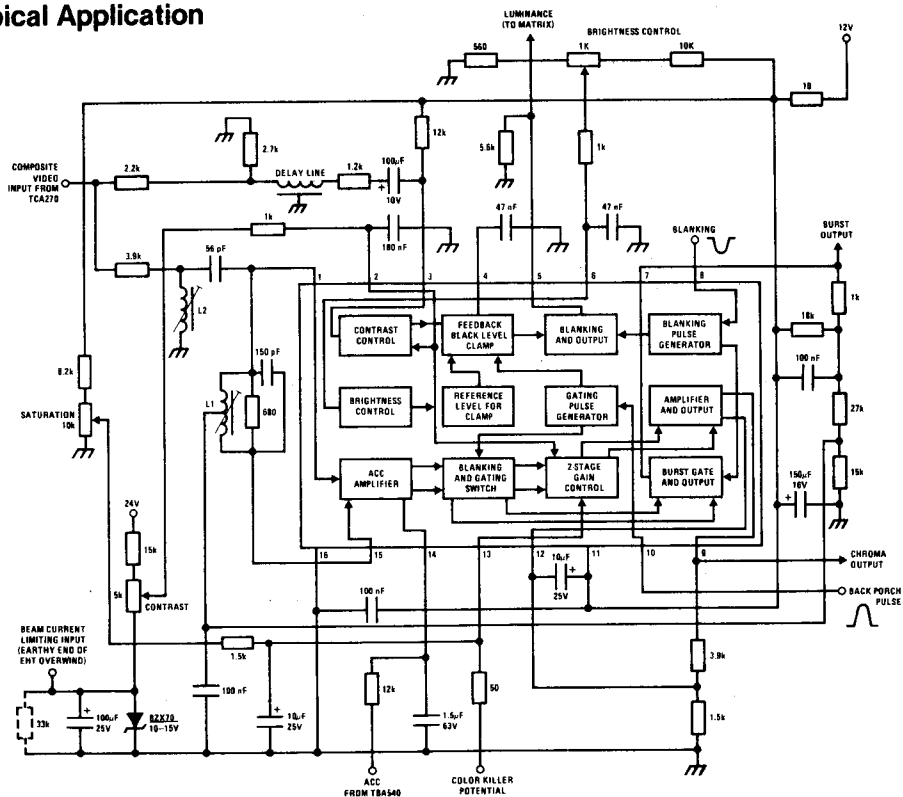 pical Application
LUMINANCE
(TO MATRIX)
BRIGHTNESS CONTROL
12V
560
1K
10K
10
12k
2.7k
5.6k
1k
COMPOSITE
VIDEO
INPUT FROM
TCA270
2.2k
DELAY LINE
1.2k
100µF
+
10V
47 nF
47 nF
BLANKING
BURST
OUTPUT
1k
180 nF
3.9k
56 pF
L2
1
2
3
4
5
6
7
8
1k
18k
100 nF
CONTRAST
CONTROL
FEEDBACK
BLACK LEVEL
CLAMP
BLANKING
AND OUTPUT
BLANKING
PULSE
GENERATOR
150 pF
8.2k
L1
680
SATURATION
10k
BRIGHTNESS
CONTROL
REFERENCE
LEVEL FOR
CLAMP
GATING
PULSE
GENERATOR
AMPLIFIER
AND OUTPUT
27k
ACC
AMPLIFIER
BLANKING
AND GATING
SWITCH
2-STAGE
GAIN
CONTROL
BURST GATE
AND OUTPUT
15k
150µF
+
16V
24V
15k
16
15
14
13
12
11
10
9
10µF
+
25V
CHROMA
OUTPUT
5k
CONTRAST
100 nF
BACK PORCH
PULSE
BEAM CURRENT
LIMITING INPUT
(EARTHY END OF
EHT OVERWIND)
1.5k
3.9k
33k
+
100µF
25V
BZX70
10–15V
100 nF
+
10µF
25V
12k
1.5µF
63V
50
1.5k
ACC
FROM TBA540
COLOR KILLER
POTENTIAL